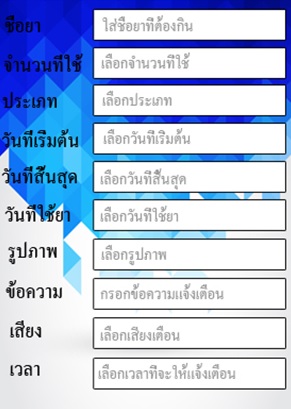 ชื่อยา ใส่ชื่อยาที่ต้องกิน
จำนวนที่ใช้ เลือกจำนวนที่ใช้
ประเภท เลือกประเภท
วันที่เริ่มต้น เลือกวันที่เริ่มต้น
วันที่สิ้นสุด เลือกวันที่สิ้นสุด
วันที่ใช้ยา เลือกวันที่ใช้ยา
รูปภาพ เลือกรูปภาพ
ข้อความ กรอกข้อความแจ้งเตือน
เสียง เลือกเสียงเตือน
เวลา เลือกเวลาที่จะให้แจ้งเตือน